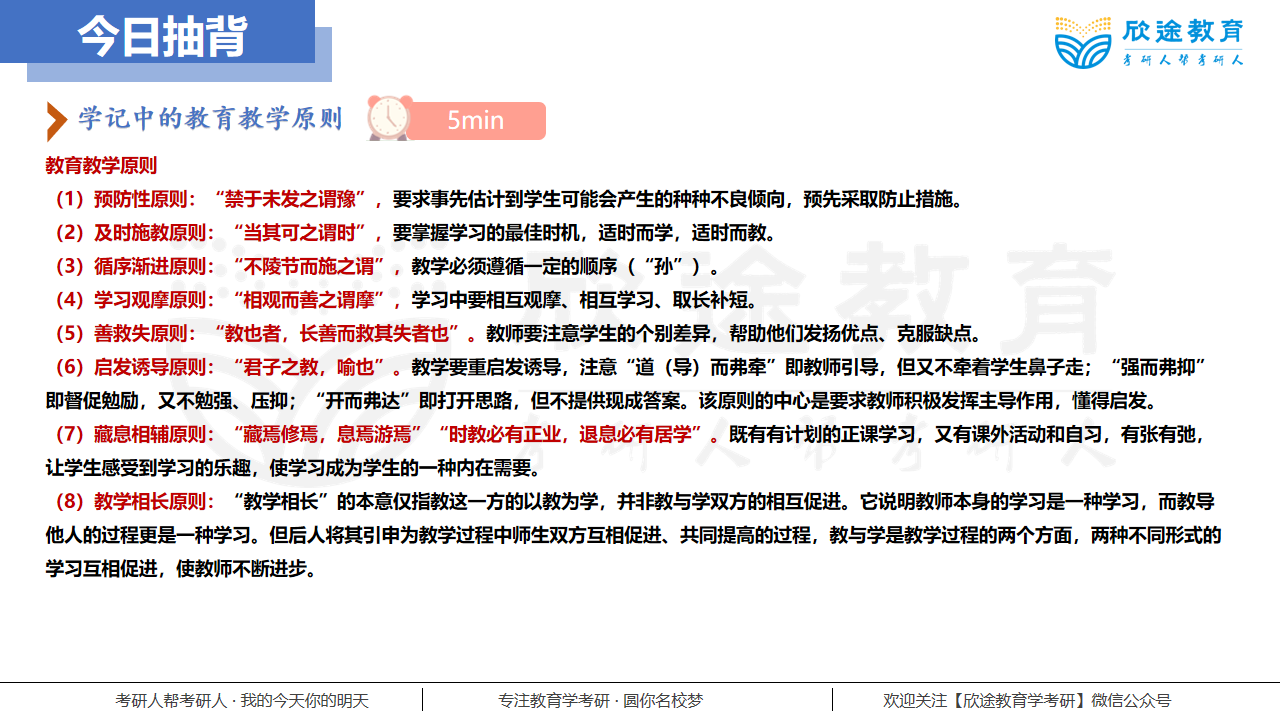 今日抽背
欣途教育
考研人帮考研人
学记中的教育教学原则
5min
教育教学原则
（1）预防性原则：“禁于未发之谓豫”，要求事先估计到学生可能会产生的种种不良倾向，预先采取防止措施。
（2）及时施教原则：“当其可之谓时”，要掌握学习的最佳时机，适时而学，适时而教。
（3）循序渐进原则：“不陵节而施之谓”，教学必须遵循一定的顺序（“孙”）。
（4）学习观摩原则：“相观而善之谓摩”，学习中要相互观摩、相互学习、取长补短。
（5）善救失原则：“教也者，长善而救其失者也”。教师要注意学生的个别差异，帮助他们发扬优点、克服缺点。
（6）启发诱导原则：“君子之教，喻也”。教学要重启发诱导，注意“道（导）而弗牵”即教师引导，但又不牵着学生鼻子走；“强而弗抑”
即督促勉励，又不勉强、压抑；“开而弗达”即打开思路，但不提供现成答案。该原则的中心是要求教师积极发挥主导作用，懂得启发。
（7）藏息相辅原则：“藏焉修焉，息焉游焉”“时教必有正业，退息必有居学”。既有有计划的正课学习，又有课外活动和自习，有张有弛，
让学生感受到学习的乐趣，使学习成为学生的一种内在需要。
（8）教学相长原则：“教学相长”的本意仅指教这一方的以教为学，并非教与学双方的相互促进。它说明教师本身的学习是一种学习，而教导
他人的过程更是一种学习。但后人将其引申为教学过程中师生双方互相促进、共同提高的过程，教与学是教学过程的两个方面，两种不同形式的
学习互相促进，使教师不断进步。
欣途教育
考研人帮考研人
考研人帮考研人 · 我的今天你的明天
专注教育学考研 · 圆你名校梦
欢迎关注【欣途教育学考研】微信公众号